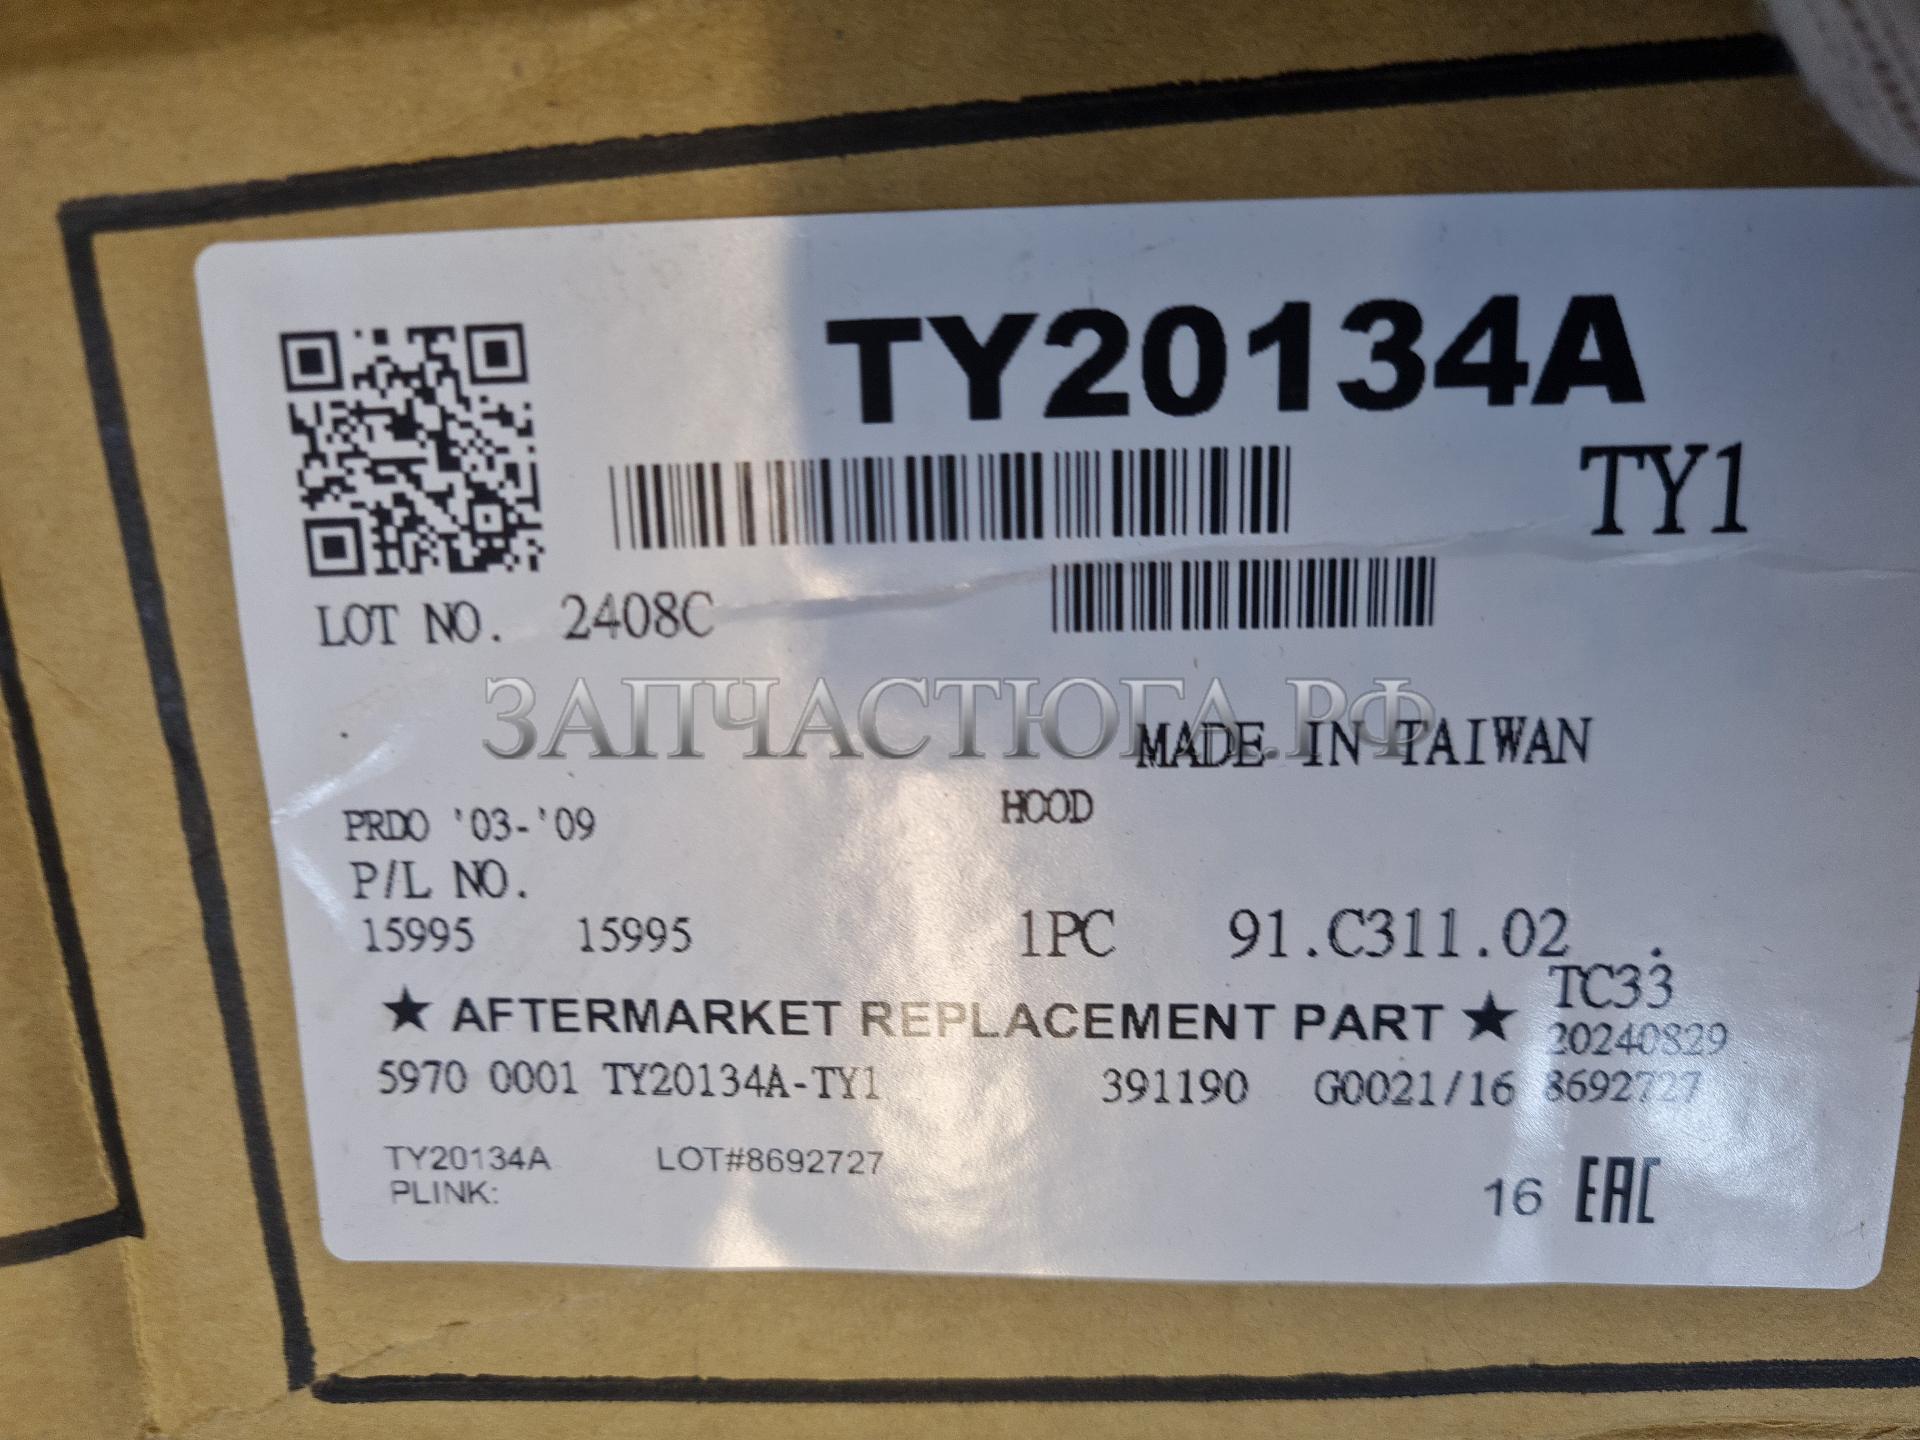 TY20134A
TY1
LOT NO. 2408C
ЗАПЧАСТЮГА.РФ
MADE IN TAIWAN
HOOD
PRDO '03-'09
P/L NO.
15995 15995 1PC 91.C311.02 .
TC33
★ AFTERMARKET REPLACEMENT PART ★
20240829
5970 0001 TY20134A-TY1 391190 G0021/16 8692727
TY20134A LOT#8692727
PLINK:
16 EAC